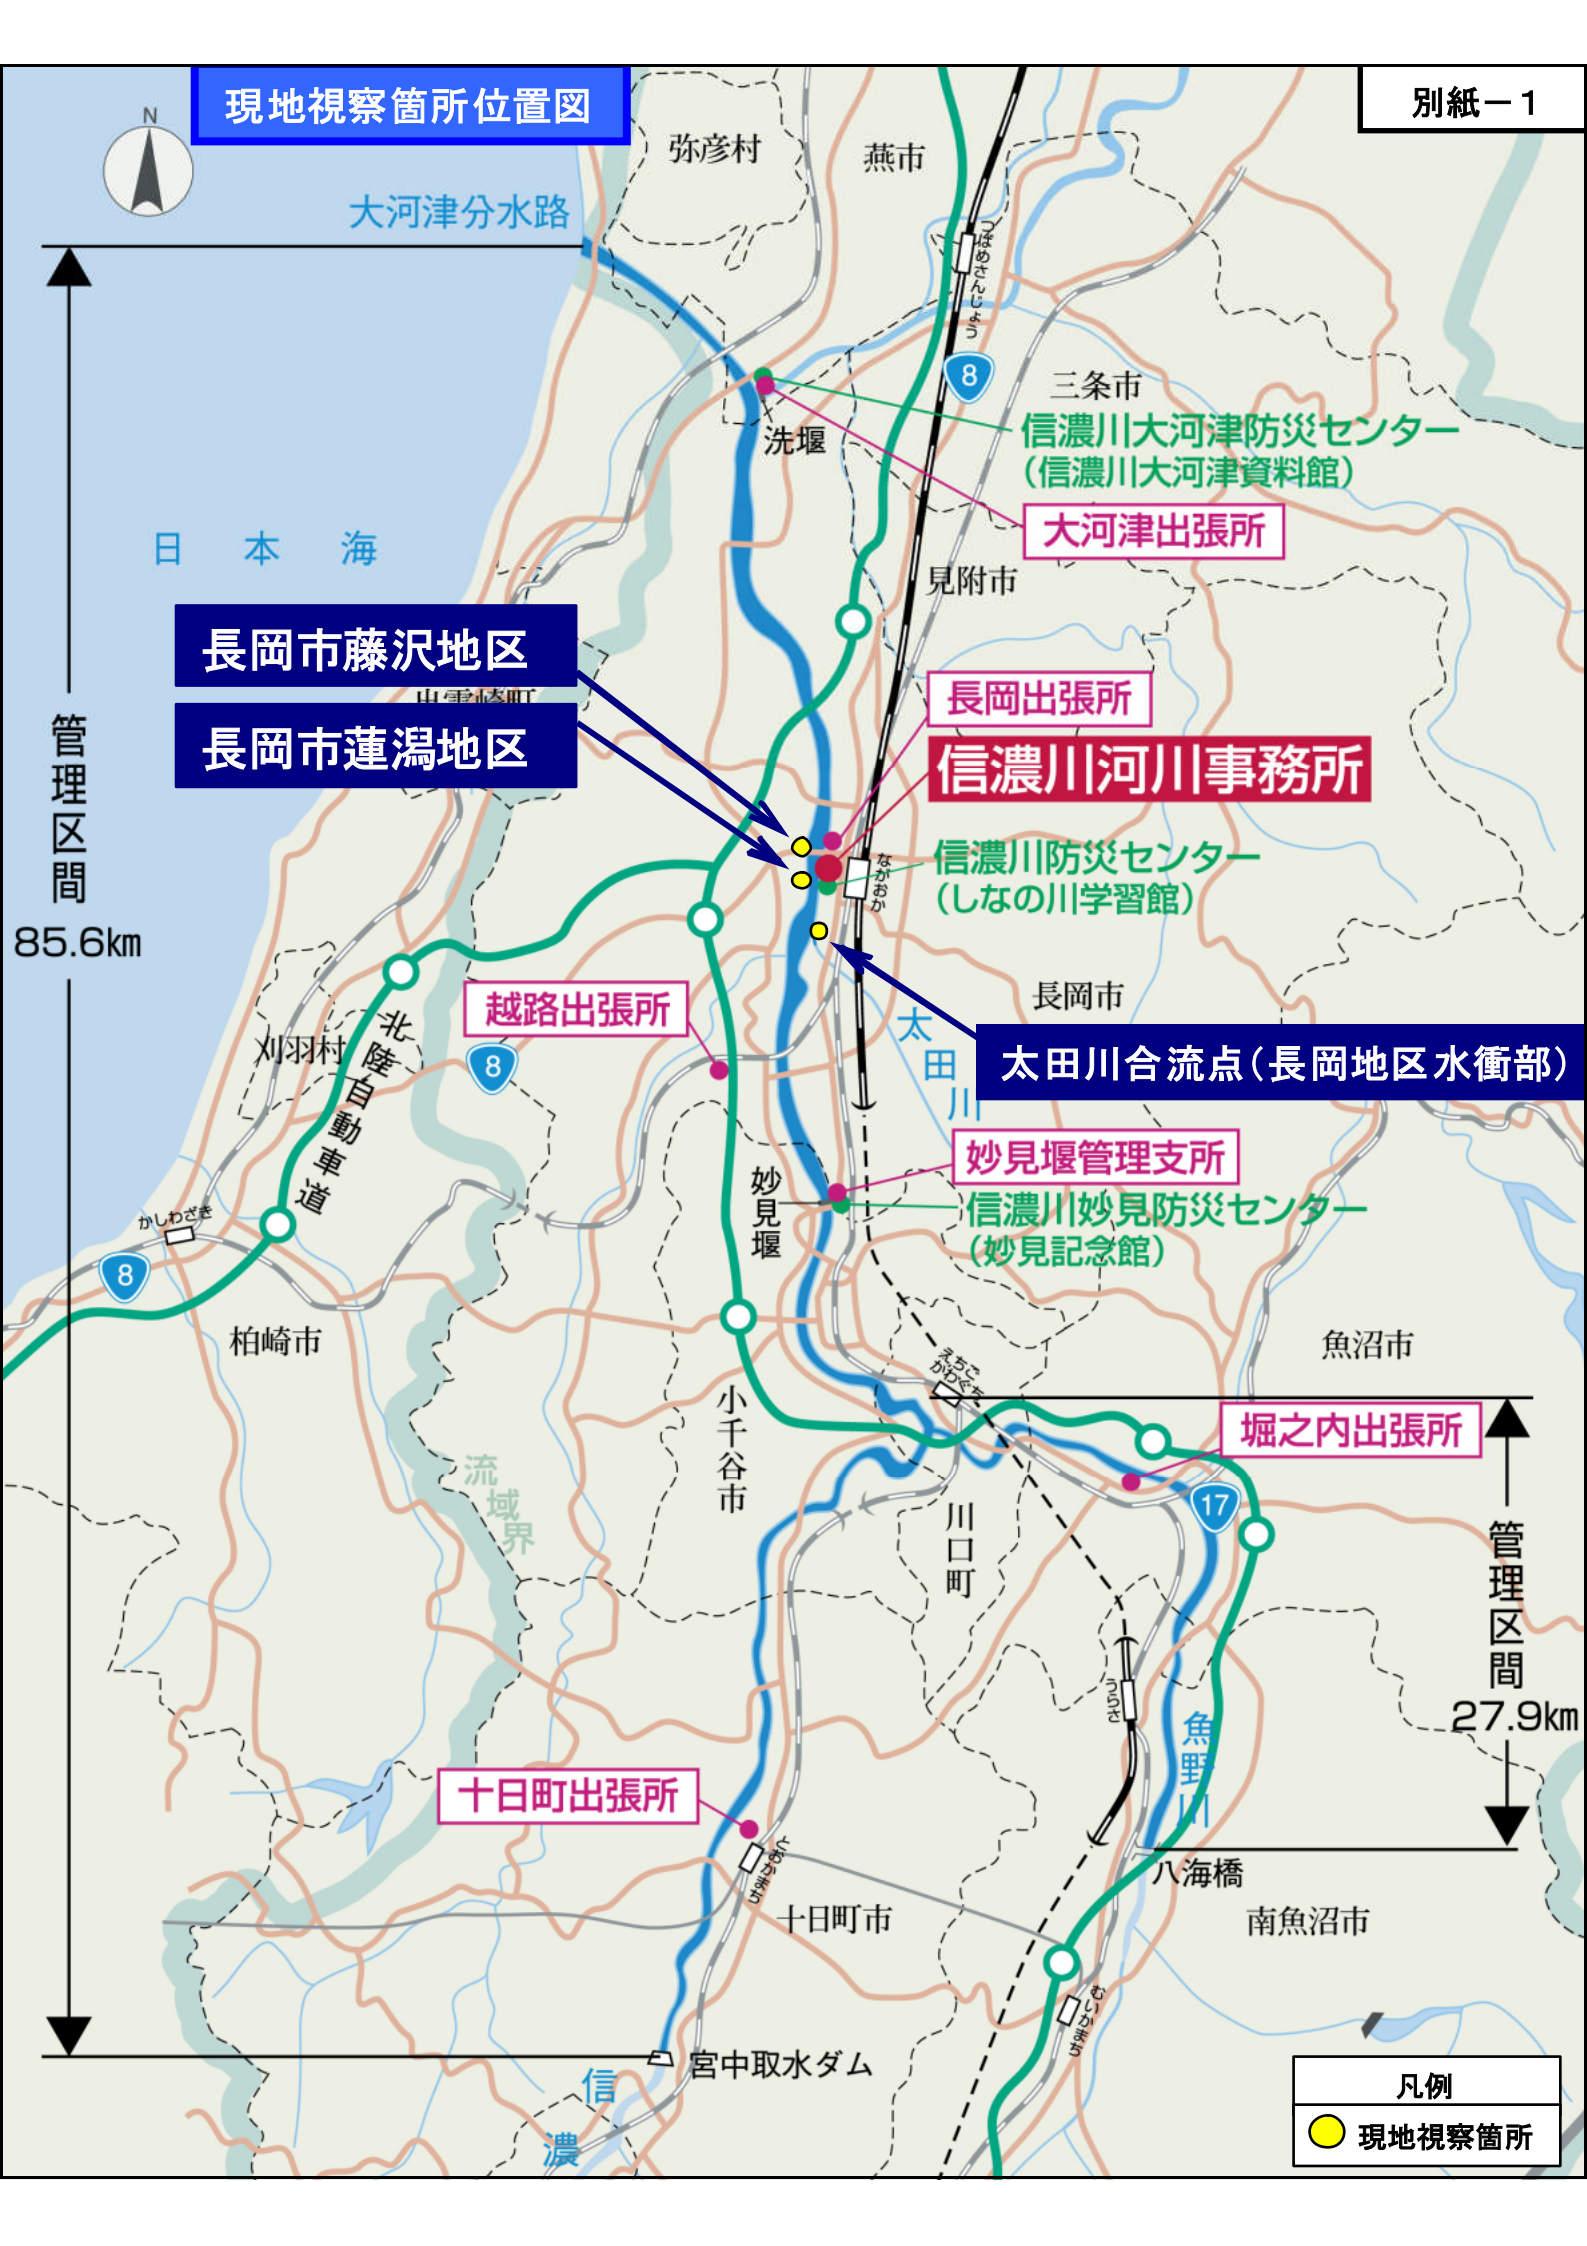 現地視察箇所位置図
別紙－1
N
弥彦村
燕市
大河津分水路
つばめさんじょう
8
三条市
洗堰
信濃川大河津防災センター
(信濃川大河津資料館)
大河津出張所
日本海
見附市
長岡市藤沢地区
出雲崎町
長岡出張所
長岡市蓮潟地区
信濃川河川事務所
管理区間
85.6km
信濃川防災センター
(しなの川学習館)
ながおか
越路出張所
長岡市
太田川
太田川合流点(長岡地区水衝部)
刈羽村
北陸自動車道
8
妙見堰管理支所
妙見堰
信濃川妙見防災センター
(妙見記念館)
かしわざき
8
柏崎市
魚沼市
えちご
かわぐち
小千谷市
堀之内出張所
流域界
17
川口町
管理区間
27.9km
うらさ
魚野川
十日町出張所
とおかまち
八海橋
十日町市
南魚沼市
むいかまち
宮中取水ダム
信濃
凡例
現地視察箇所